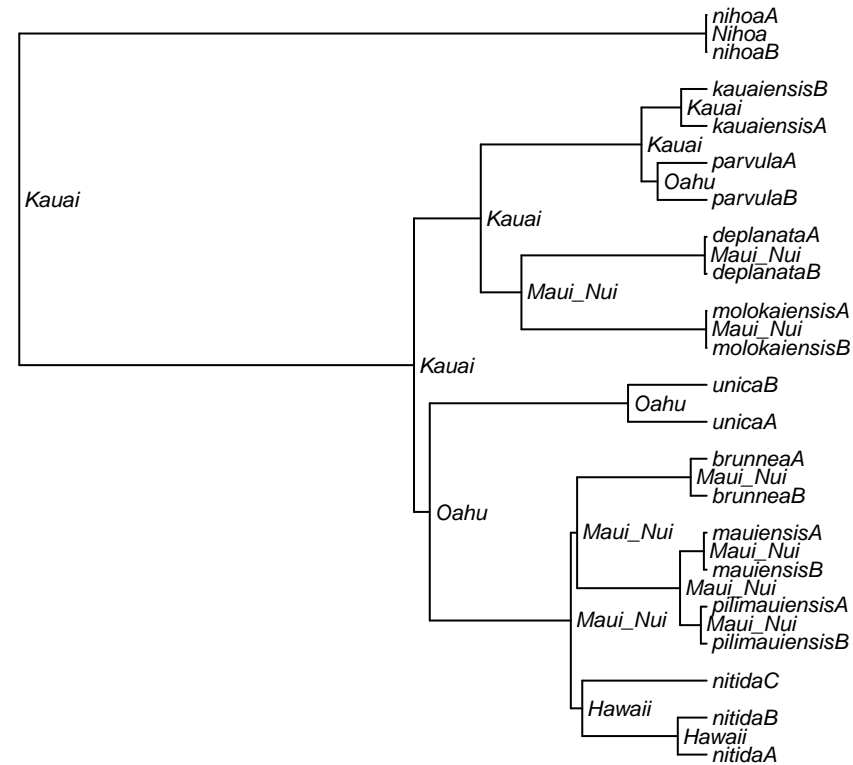 nihoaA
Nihoa
nihoaB
kauaiensisB
Kauai
kauaiensisA
Kauai
parvulaA
Oahu
parvulaB
Kauai
Kauai
deplanataA
Maui_Nui
deplanataB
Maui_Nui
molokaiensisA
Maui_Nui
molokaiensisB
Kauai
unicaB
Oahu
unicaA
brunneaA
Maui_Nui
brunneaB
Oahu
Maui_Nui
mauiensisA
Maui_Nui
mauiensisB
Maui_Nui
pilimauiensisA
Maui_Nui
Maui_Nui
pilimauiensisB
nitidaC
Hawaii
nitidaB
Hawaii
nitidaA